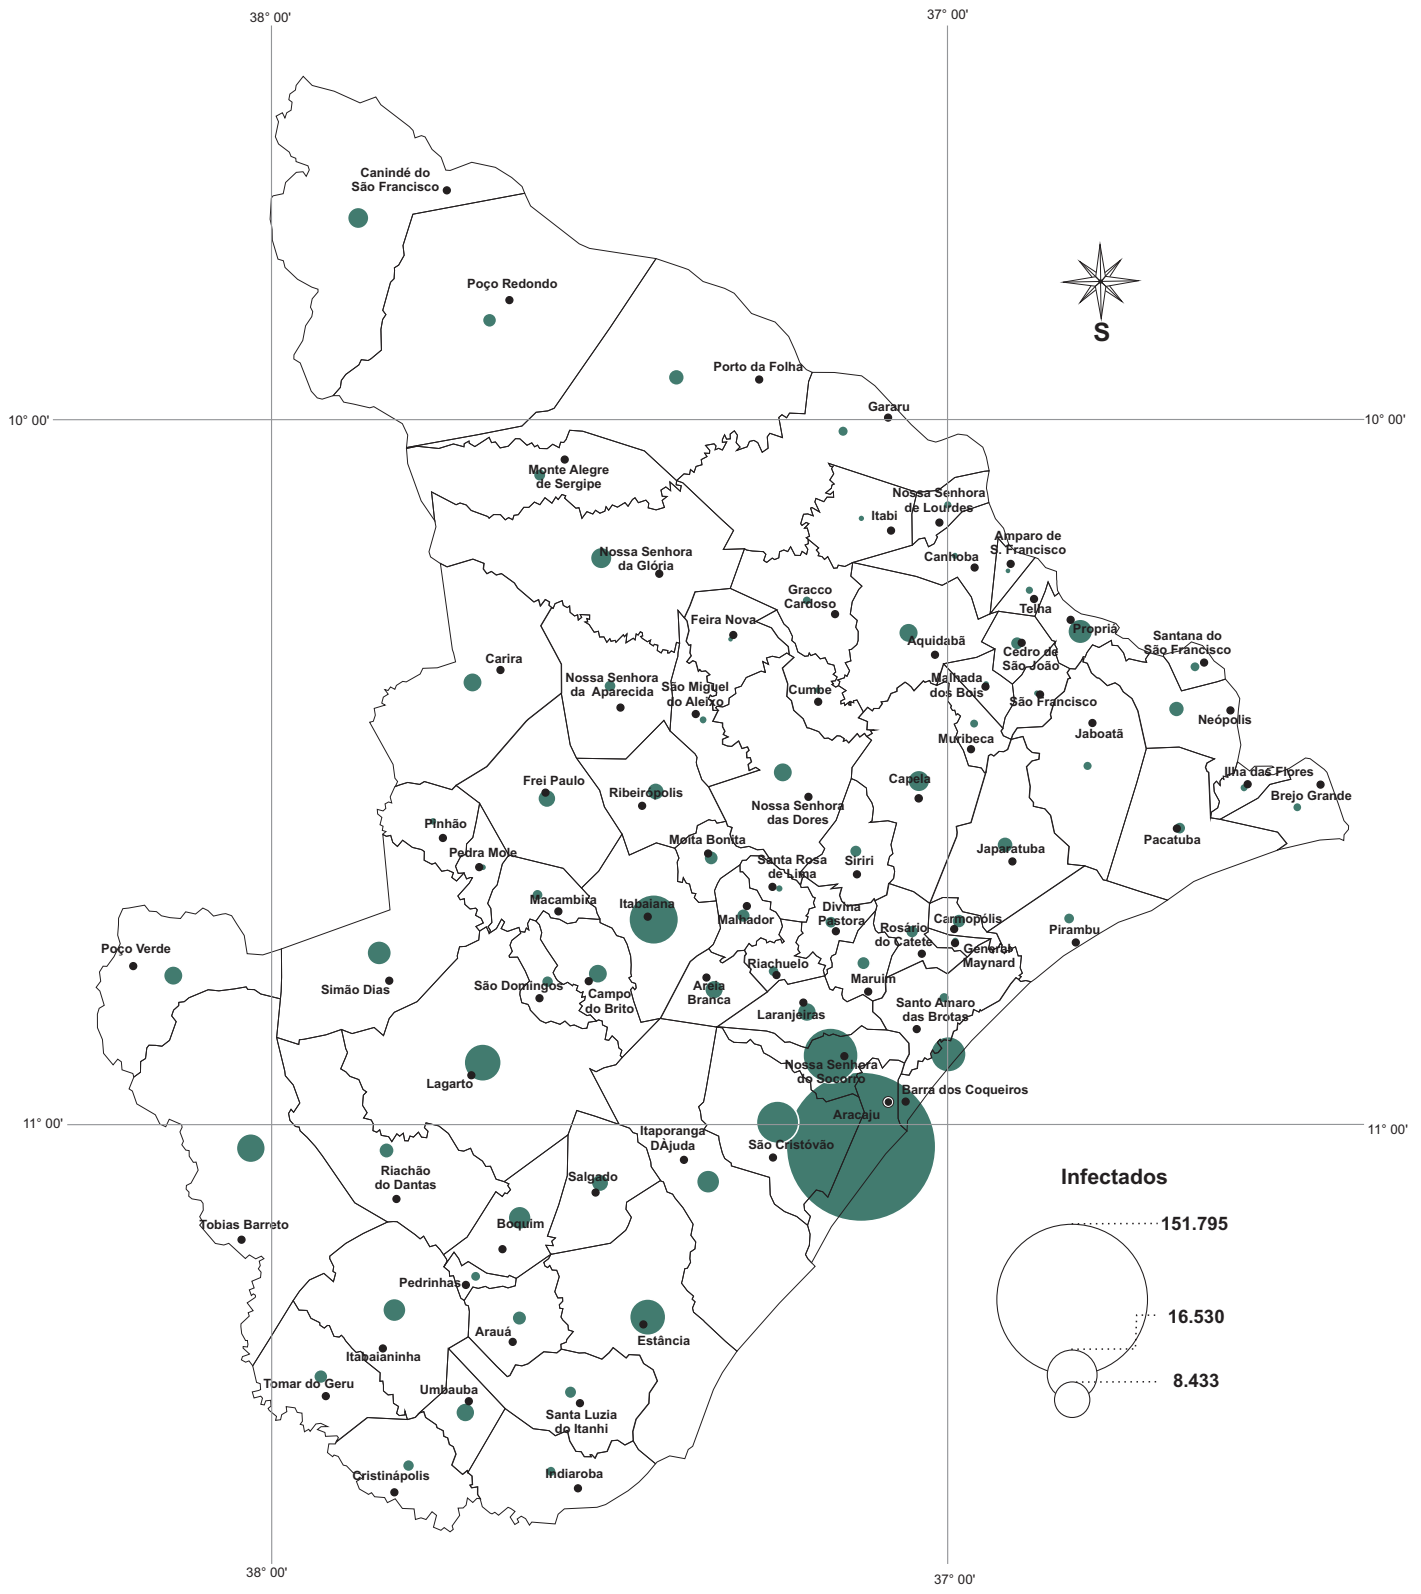 38° 00'
37° 00'
Canindé do
São Francisco
Poço Redondo
S
Porto da Folha
Gararu
10° 00'
10° 00'
Monte Alegre
de Sergipe
Nossa Senhora
de Lourdes
Itabi
Nossa Senhora
da Glória
Canhoba
Amparo de
S. Francisco
Gracco
Cardoso
Telha
Feira Nova
Propriá
Aquidabã
Santana do
São Francisco
Cedro de
São João
Carira
Nossa Senhora
da Aparecida
São Miguel
do Aleixo
Cumbe
Malhada
dos Bois
São Francisco
Neópolis
Jaboatã
Muribeca
Frei Paulo
Ribeirópolis
Capela
Ilha das Flores
Brejo Grande
Nossa Senhora
das Dores
Pinhão
Moita Bonita
Pacatuba
Pedra Mole
Santa Rosa
de Lima
Siriri
Japaratuba
Macambira
Itabaiana
Malhador
Divina
Pastora
Rosário
do Catete
Carmopólis
Pirambu
General
Maynard
Poço Verde
Simão Dias
São Domingos
Campo
do Brito
Areia
Branca
Riachuelo
Maruim
Laranjeiras
Santo Amaro
das Brotas
Lagarto
Nossa Senhora
do Socorro
Barra dos Coqueiros
Aracaju
11° 00'
11° 00'
Itaporanga
DÀjuda
São Cristóvão
Riachão
do Dantas
Salgado
Infectados
Tobias Barreto
Boquim
151.795
Pedrinhas
16.530
Arauá
Estância
Itabaianinha
8.433
Tomar do Geru
Umbauba
Santa Luzia
do Itanhi
Cristinápolis
Indiaroba
38° 00'
37° 00'